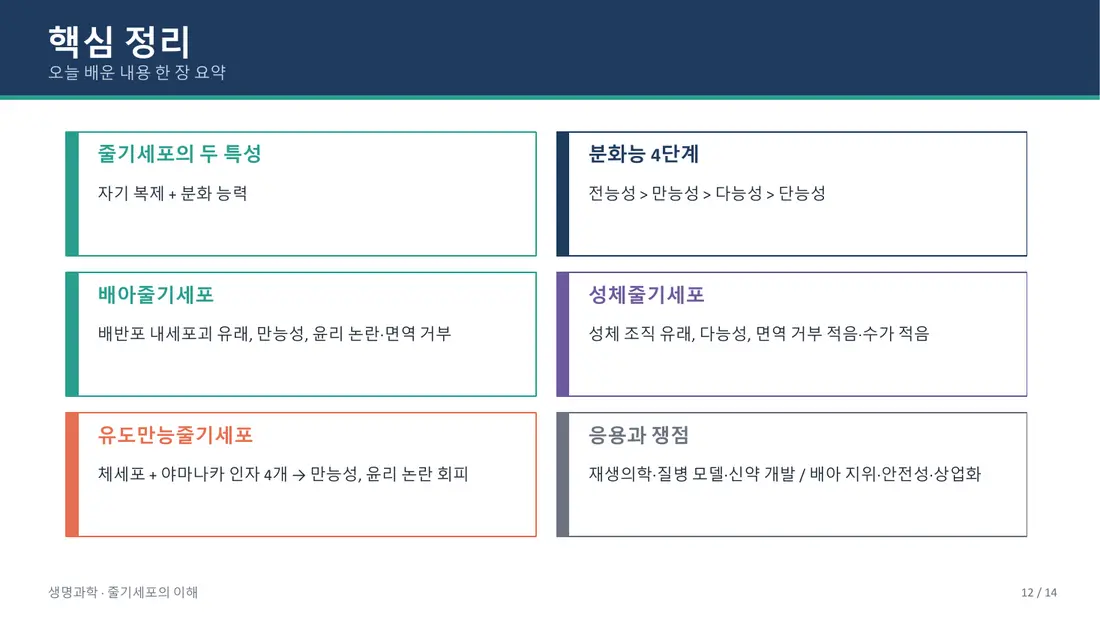 핵심 정리
오늘 배운 내용 한 장 요약
줄기세포의 두 특성
자기 복제 + 분화 능력
분화능 4단계
전능성 > 만능성 > 다능성 > 단능성
배아줄기세포
배반포 내세포괴 유래, 만능성, 윤리 논란·면역 거부
성체줄기세포
성체 조직 유래, 다능성, 면역 거부 적음·수가 적음
유도만능줄기세포
체세포 + 야마나카 인자 4개 → 만능성, 윤리 논란 회피
응용과 쟁점
재생의학·질병 모델·신약 개발 / 배아 지위·안전성·상업화
생명과학 · 줄기세포의 이해
12 / 14